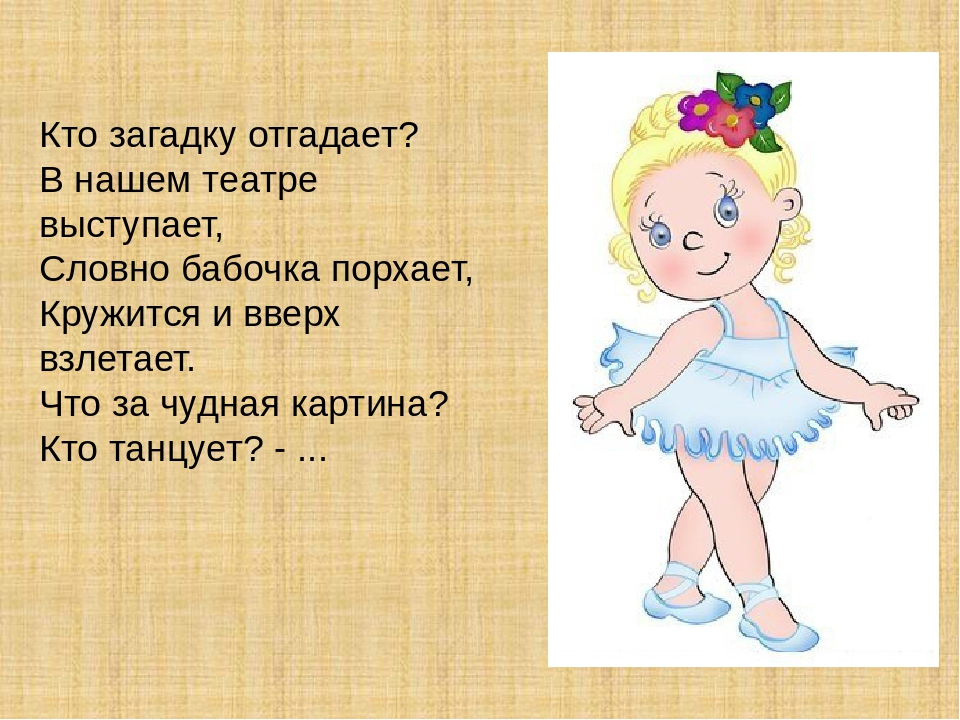 Кто загадку отгадает?
В нашем театре
выступает,
Словно бабочка порхает,
Кружится и вверх
взлетает.
Что за чудная картина?
Кто танцует? - ...